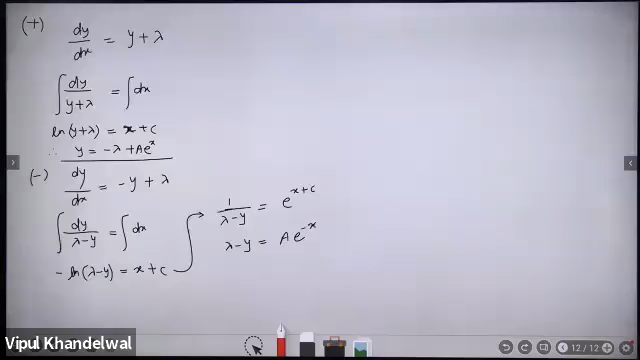 (+) dy/dx = y + λ
∫ dy/(y+λ) = ∫ dx
ln(y+λ) = x + c
∴ y = -λ + Ae^x
(-) dy/dx = -y + λ
∫ dy/(λ-y) = ∫ dx
-ln(λ-y) = x + c
1/(λ-y) = e^(x+c)
λ-y = Ae^-x
Vipul Khandelwal
12 / 12